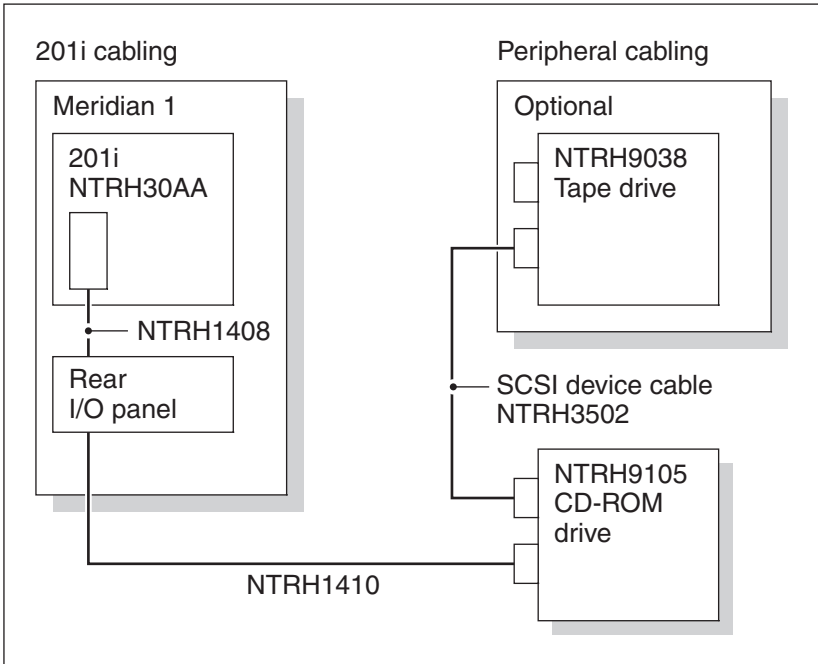 201i cabling
Meridian 1
201i
NTRH30AA
NTRH1408
Rear
I/O panel
NTRH1410
Peripheral cabling
Optional
NTRH9038
Tape drive
SCSI device cable
NTRH3502
NTRH9105
CD-ROM
drive